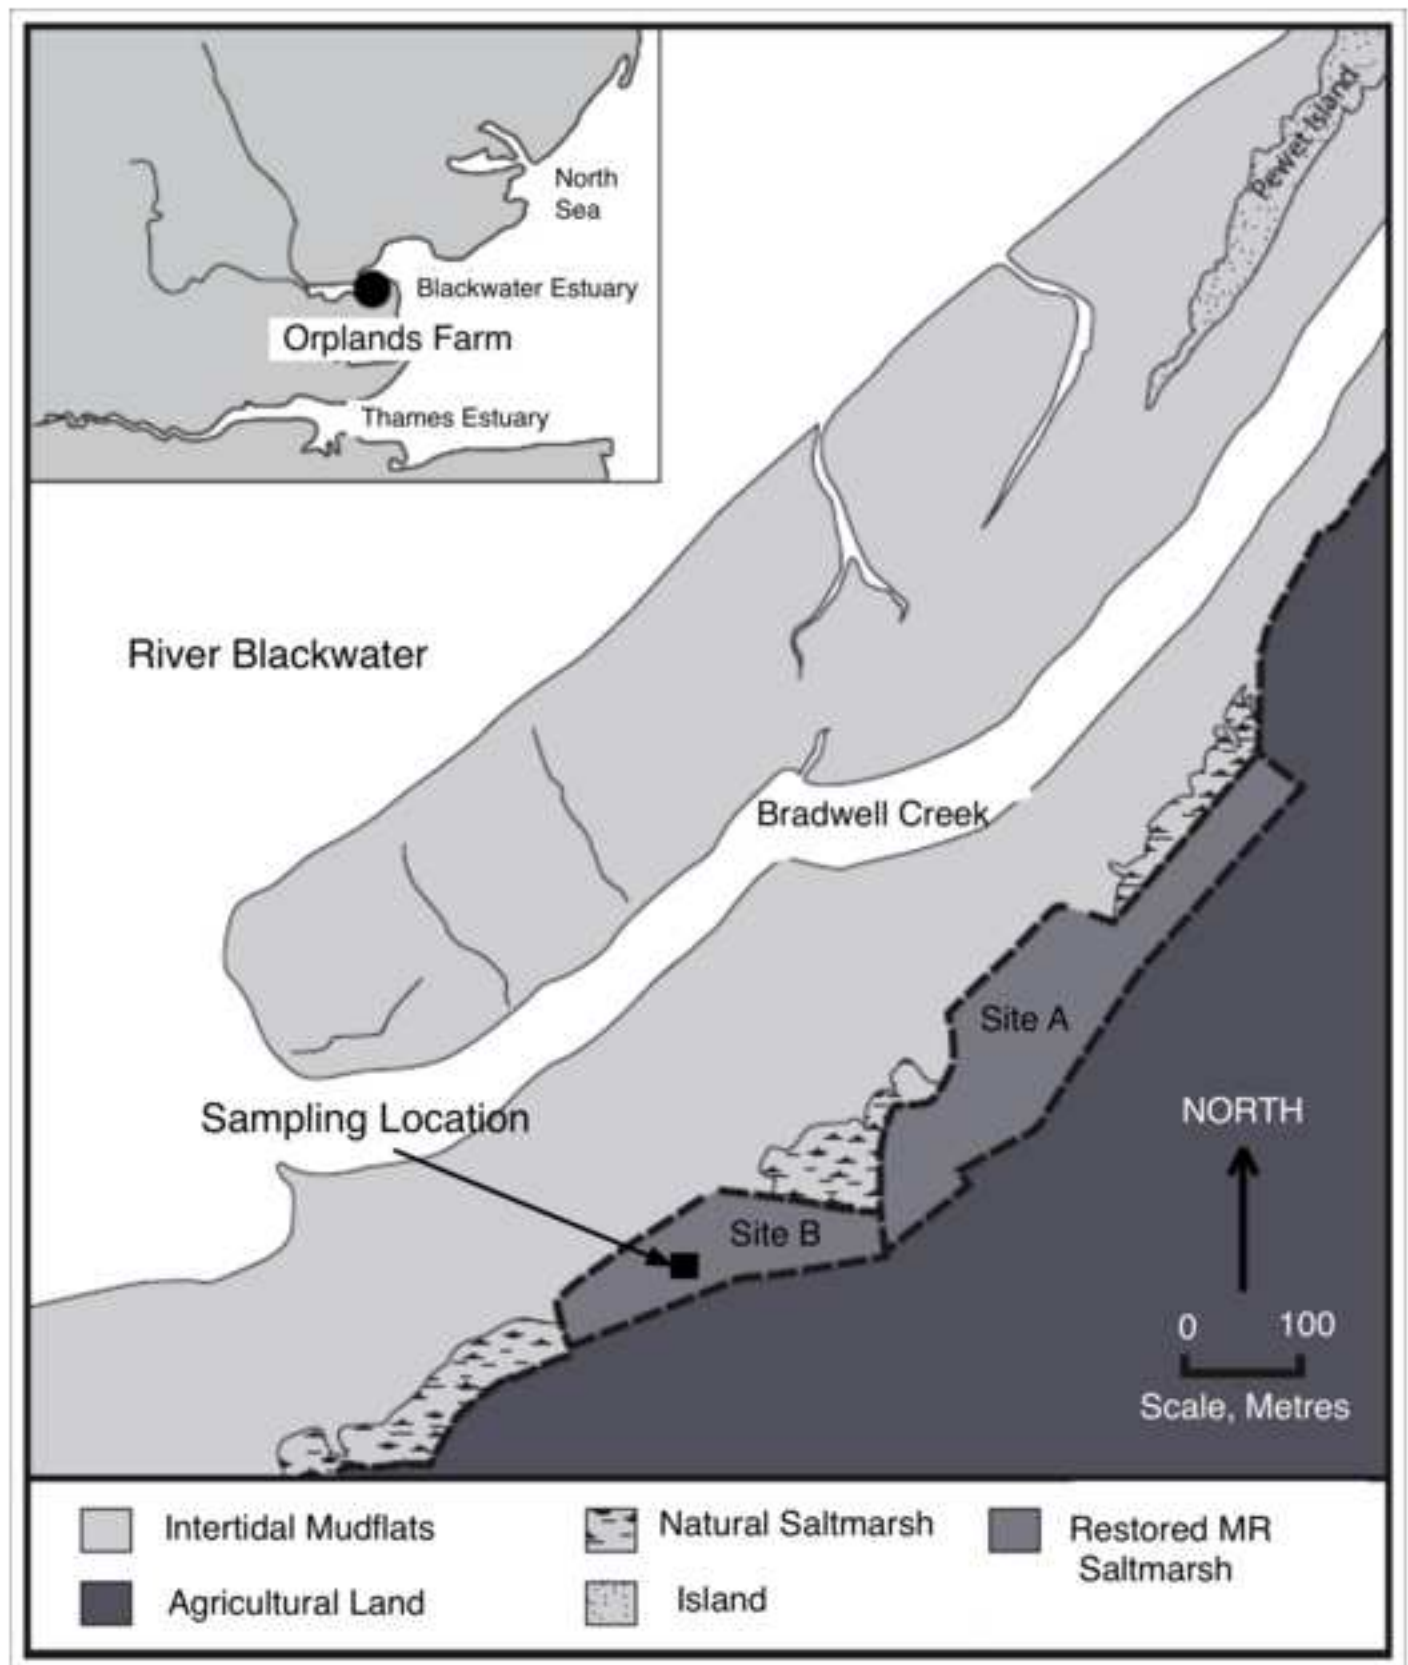 North
Sea
Blackwater Estuary
Orplands Farm
Thames Estuary
Pewet Island
River Blackwater
Bradwell Creek
Site A
Sampling Location
NORTH
Site B
0 100
Scale, Metres
Intertidal Mudflats
Natural Saltmarsh
Restored MR
Saltmarsh
Agricultural Land
Island